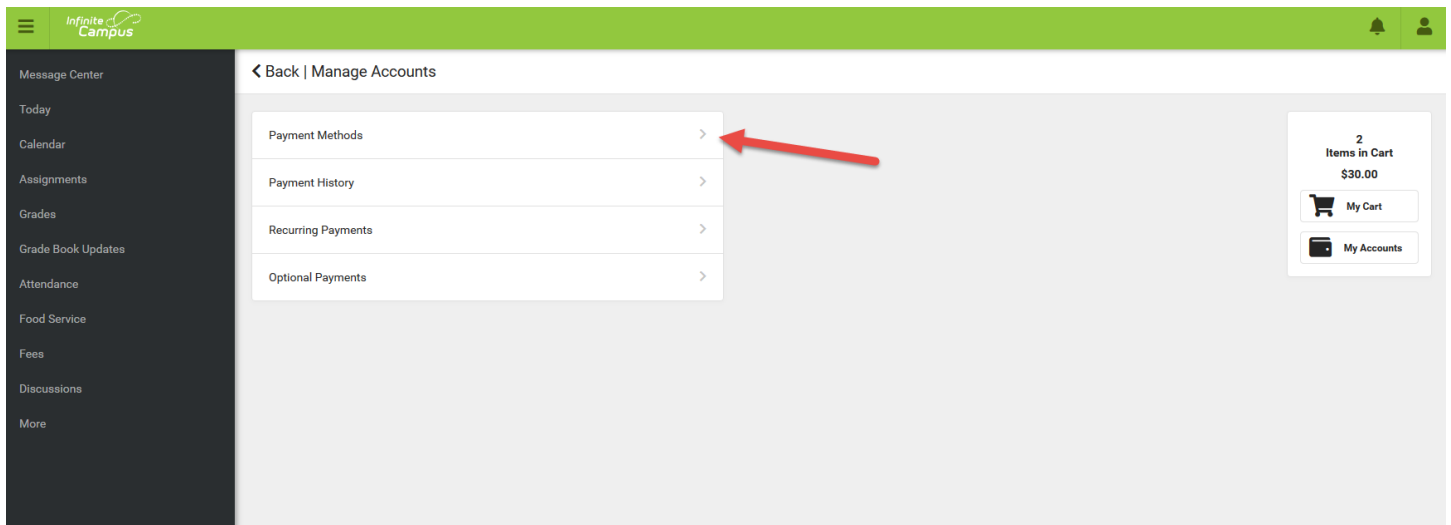 Infinite
Campus
Message Center
Today
Calendar
Assignments
Grades
Grade Book Updates
Attendance
Food Service
Fees
Discussions
More
Back | Manage Accounts
Payment Methods
Payment History
Recurring Payments
Optional Payments
2
Items in Cart
$30.00
My Cart
My Accounts